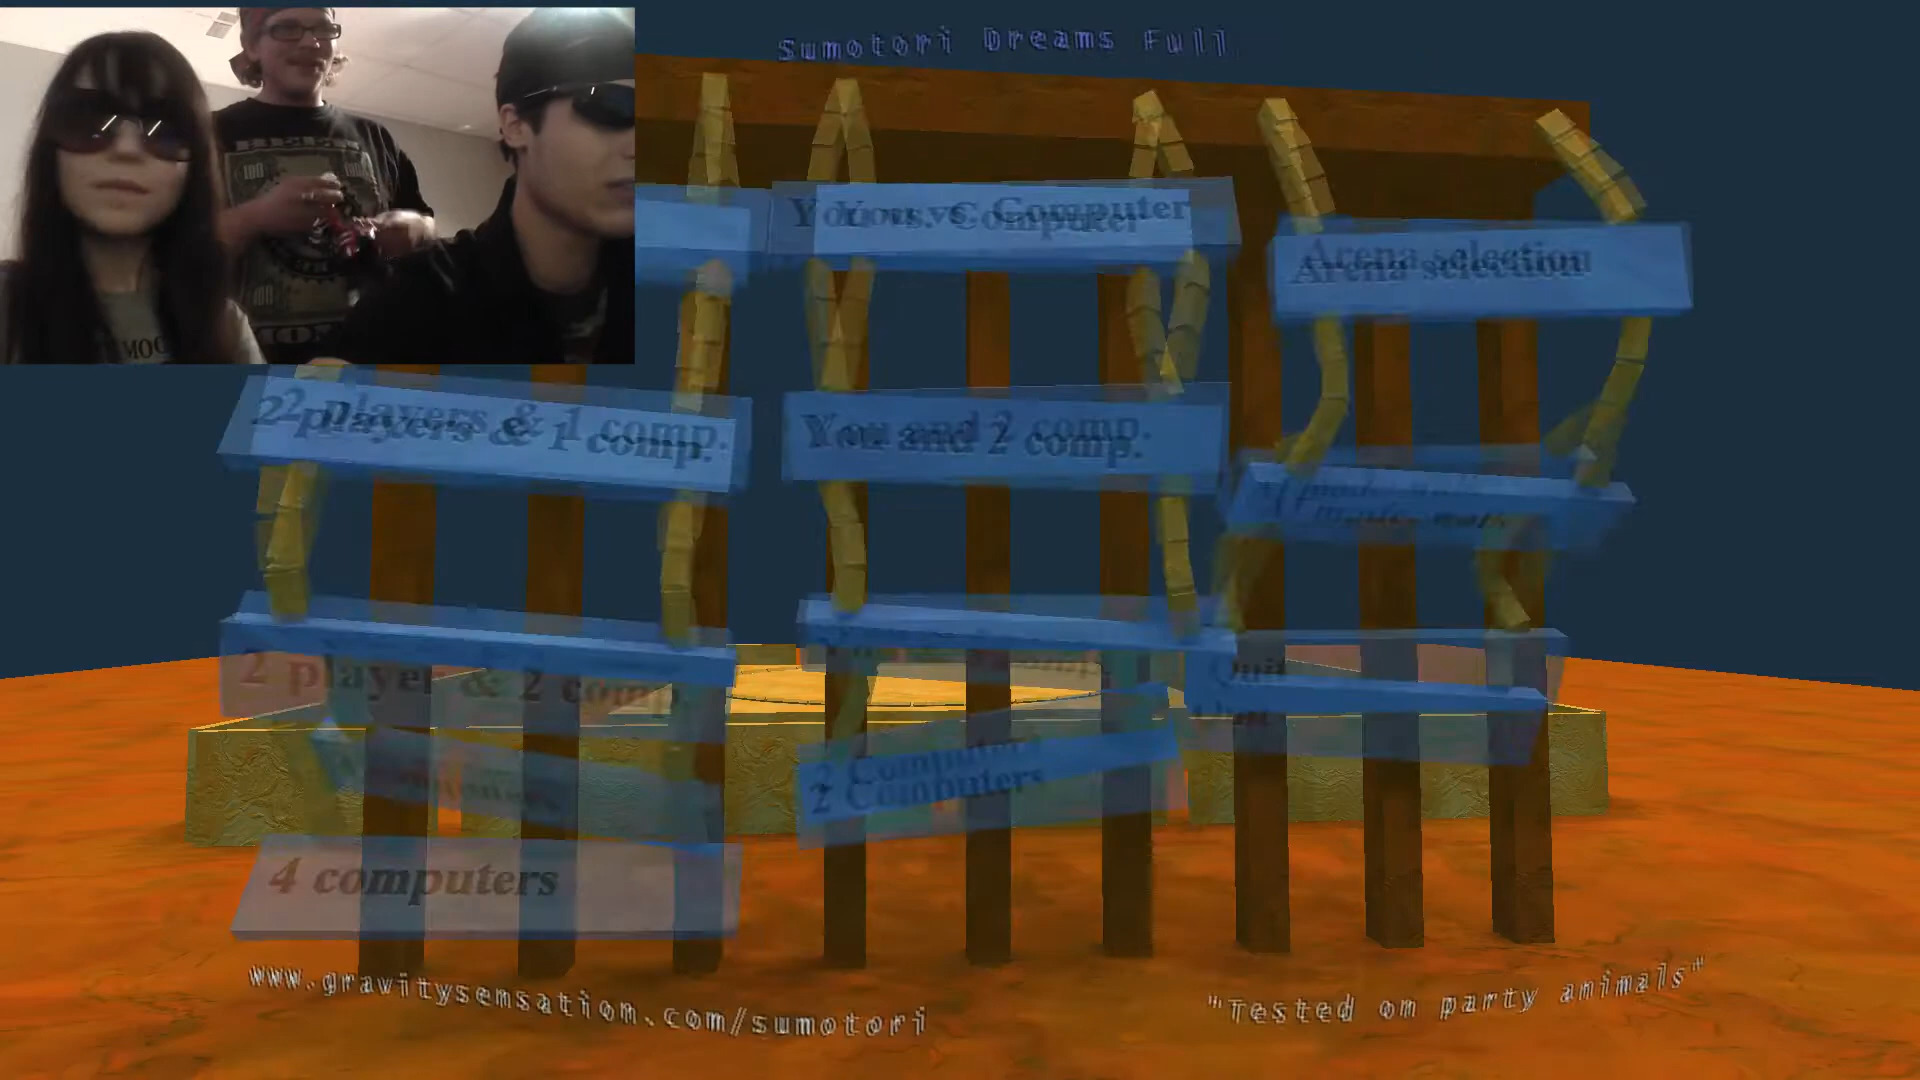 Sumotori Dreams Full
You vs. Computer
Arena selection
2 players & 1 comp.
You and 2 comp.
2 player & 2 comp.
Quit
2 Computers
4 computers
www.gravitysensation.com/sumotori
"Tested on party animals"